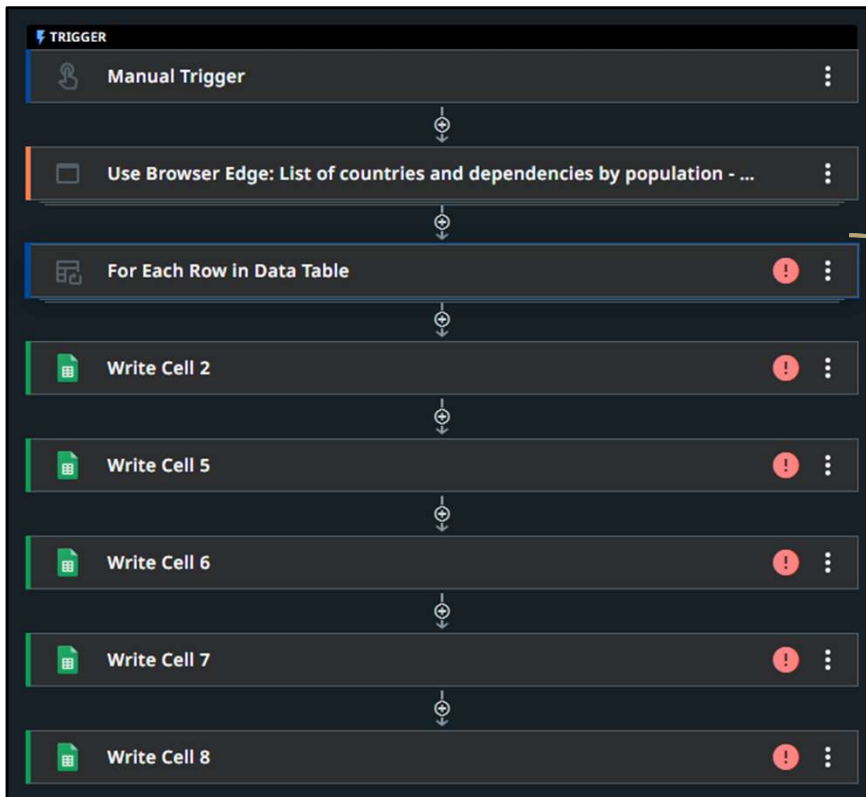 TRIGGER
Manual Trigger
Use Browser Edge: List of countries and dependencies by population - ...
For Each Row in Data Table
Write Cell 2
Write Cell 5
Write Cell 6
Write Cell 7
Write Cell 8